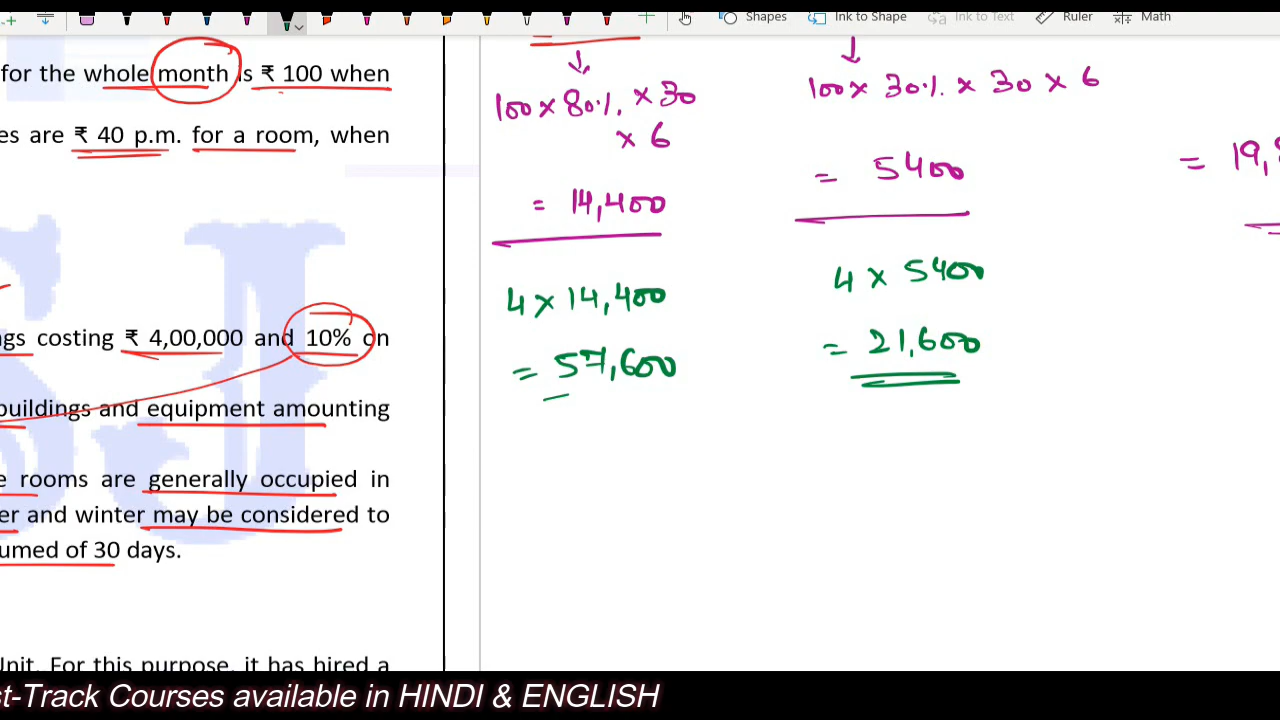 Shapes Ink to Shape Ink to Text Ruler Math
for the whole month is ₹ 100 when
es are ₹ 40 p.m. for a room, when
ngs costing ₹ 4,00,000 and 10% on
buildings and equipment amounting
e rooms are generally occupied in
er and winter may be considered to
umed of 30 days.
Unit. For this purpose, it has hired a
100 x 80% x 30
x 6
= 14,400
4 x 14,400
= 57,600
100 x 30% x 30 x 6
= 5400
4 x 5400
= 21,600
= 19,8
st-Track Courses available in HINDI & ENGLISH